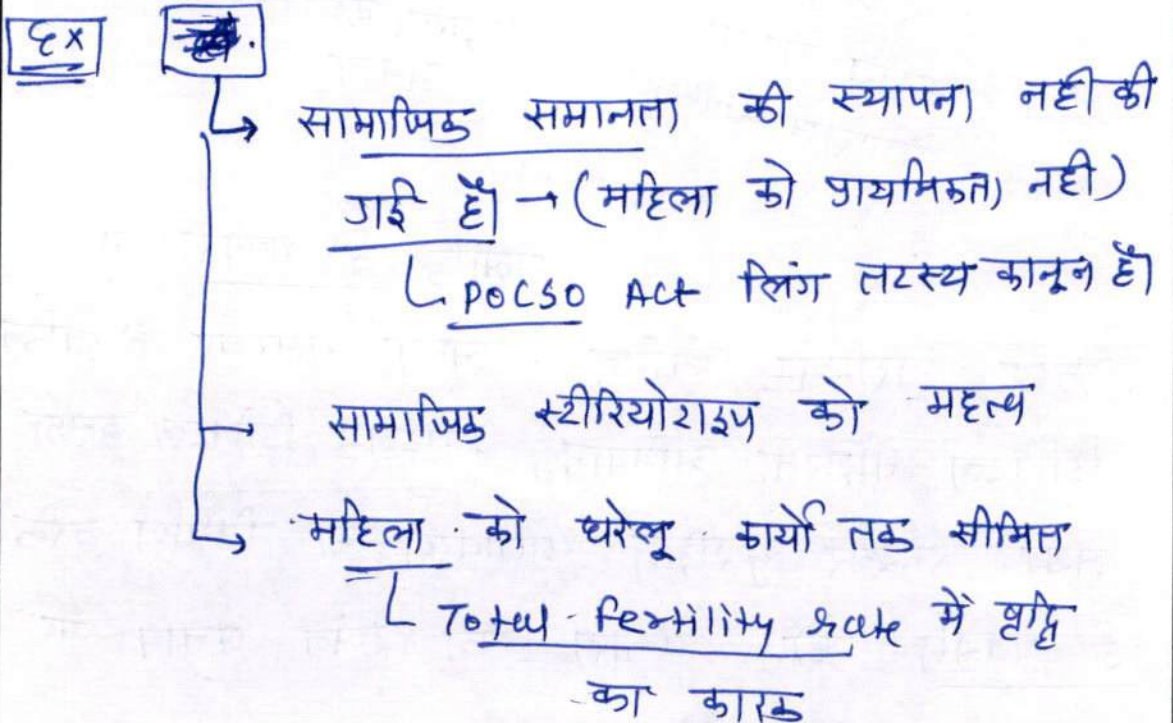 Ex
सामाजिक समानता की स्थापना नही की
गई है। → (महिला को प्राथमिकता नही)
POCSO Act लिंग तटस्थ कानून है।
सामाजिक स्टीरियोटाइप को महत्व
महिला को घरेलू कार्यो तक सीमित
Total fertility rate में वृद्धि
का कारक